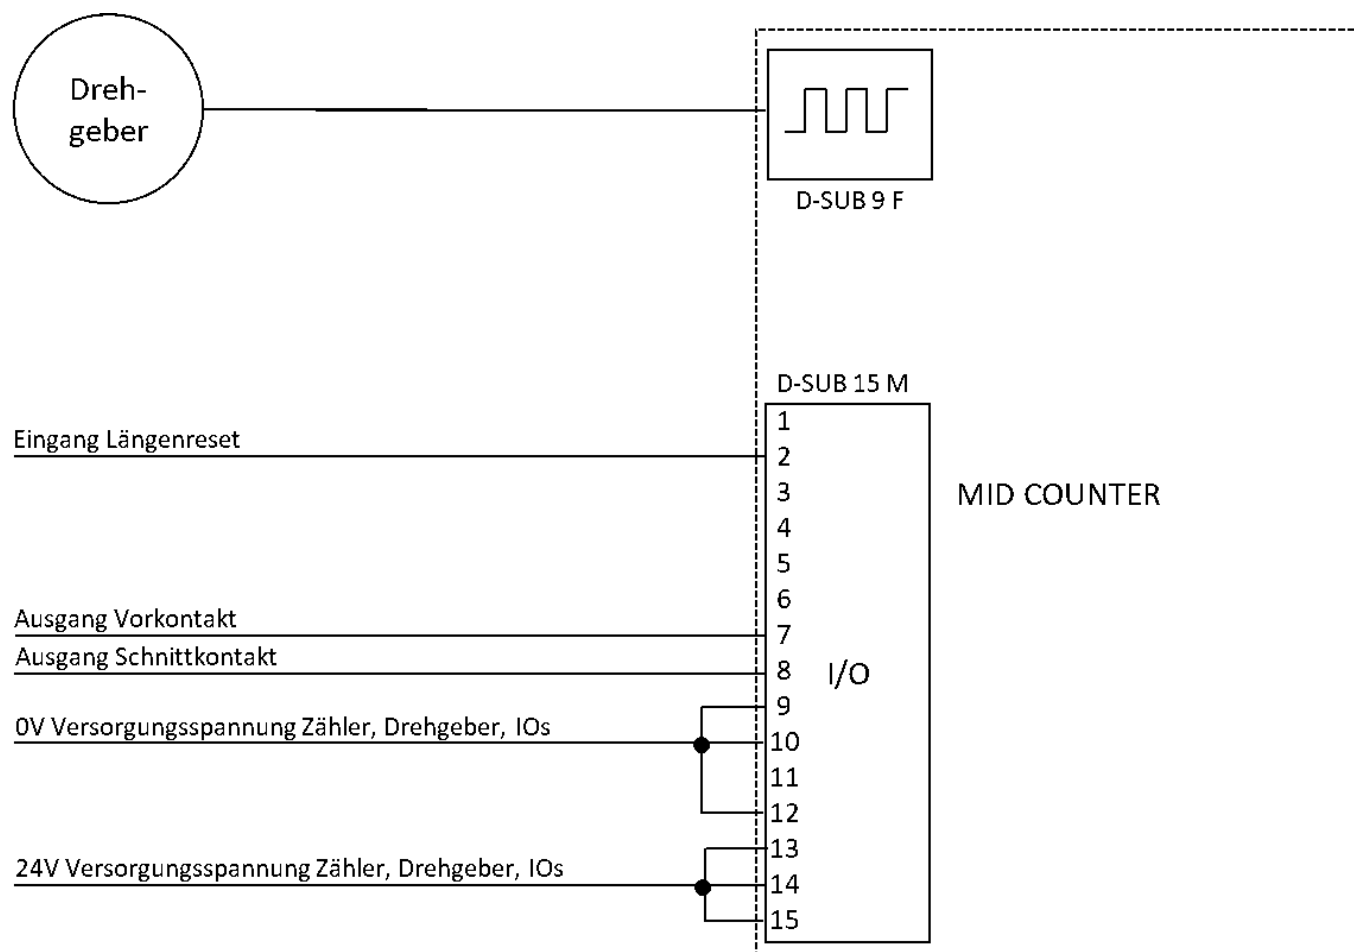 Dreh-
geber
D-SUB 9 F
D-SUB 15 M
1
Eingang Längenreset
2
3
MID COUNTER
4
5
6
Ausgang Vorkontakt
7
Ausgang Schnittkontakt
8
I/O
9
0V Versorgungsspannung Zähler, Drehgeber, IOs
10
11
12
13
24V Versorgungsspannung Zähler, Drehgeber, IOs
14
15